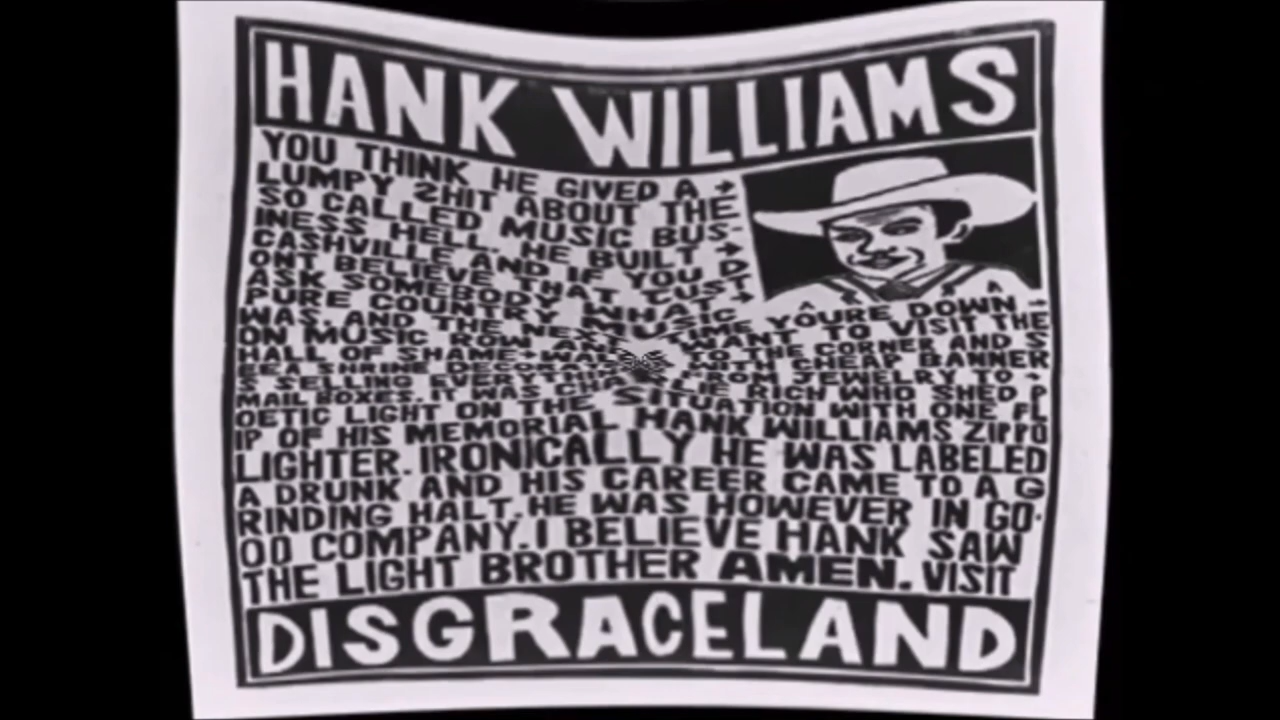 HANK WILLIAMS
YOU THINK HE GIVED A →
LUMPY SHIT ABOUT THE
SO CALLED MUSIC BUS-
INESS HELL. HE BUILT →
CASHVILLE AND IF YOU D
ONT BELIEVE THAT JUST
ASK SOMEBODY WHAT →
PURE COUNTRY MUSIC
WAS. AND THE NEXT TIME YOURE DOWN →
ON MUSIC ROW AND WANT TO VISIT THE
HALL OF SHAME → WALK TO THE CORNER AND S
EE A SHRINE DECORATED WITH CHEAP BANNER
S SELLING EVERYTHING FROM JEWELRY TO →
MAIL BOXES. IT WAS CHARLIE RICH WHO SHED P
OETIC LIGHT ON THE SITUATION WITH ONE FL
IP OF HIS MEMORIAL HANK WILLIAMS ZIPPO
LIGHTER. IRONICALLY HE WAS LABELED
A DRUNK AND HIS CAREER CAME TO A G
RINDING HALT. HE WAS HOWEVER IN GO-
OD COMPANY. I BELIEVE HANK SAW
THE LIGHT BROTHER AMEN. VISIT
DISGRACELAND